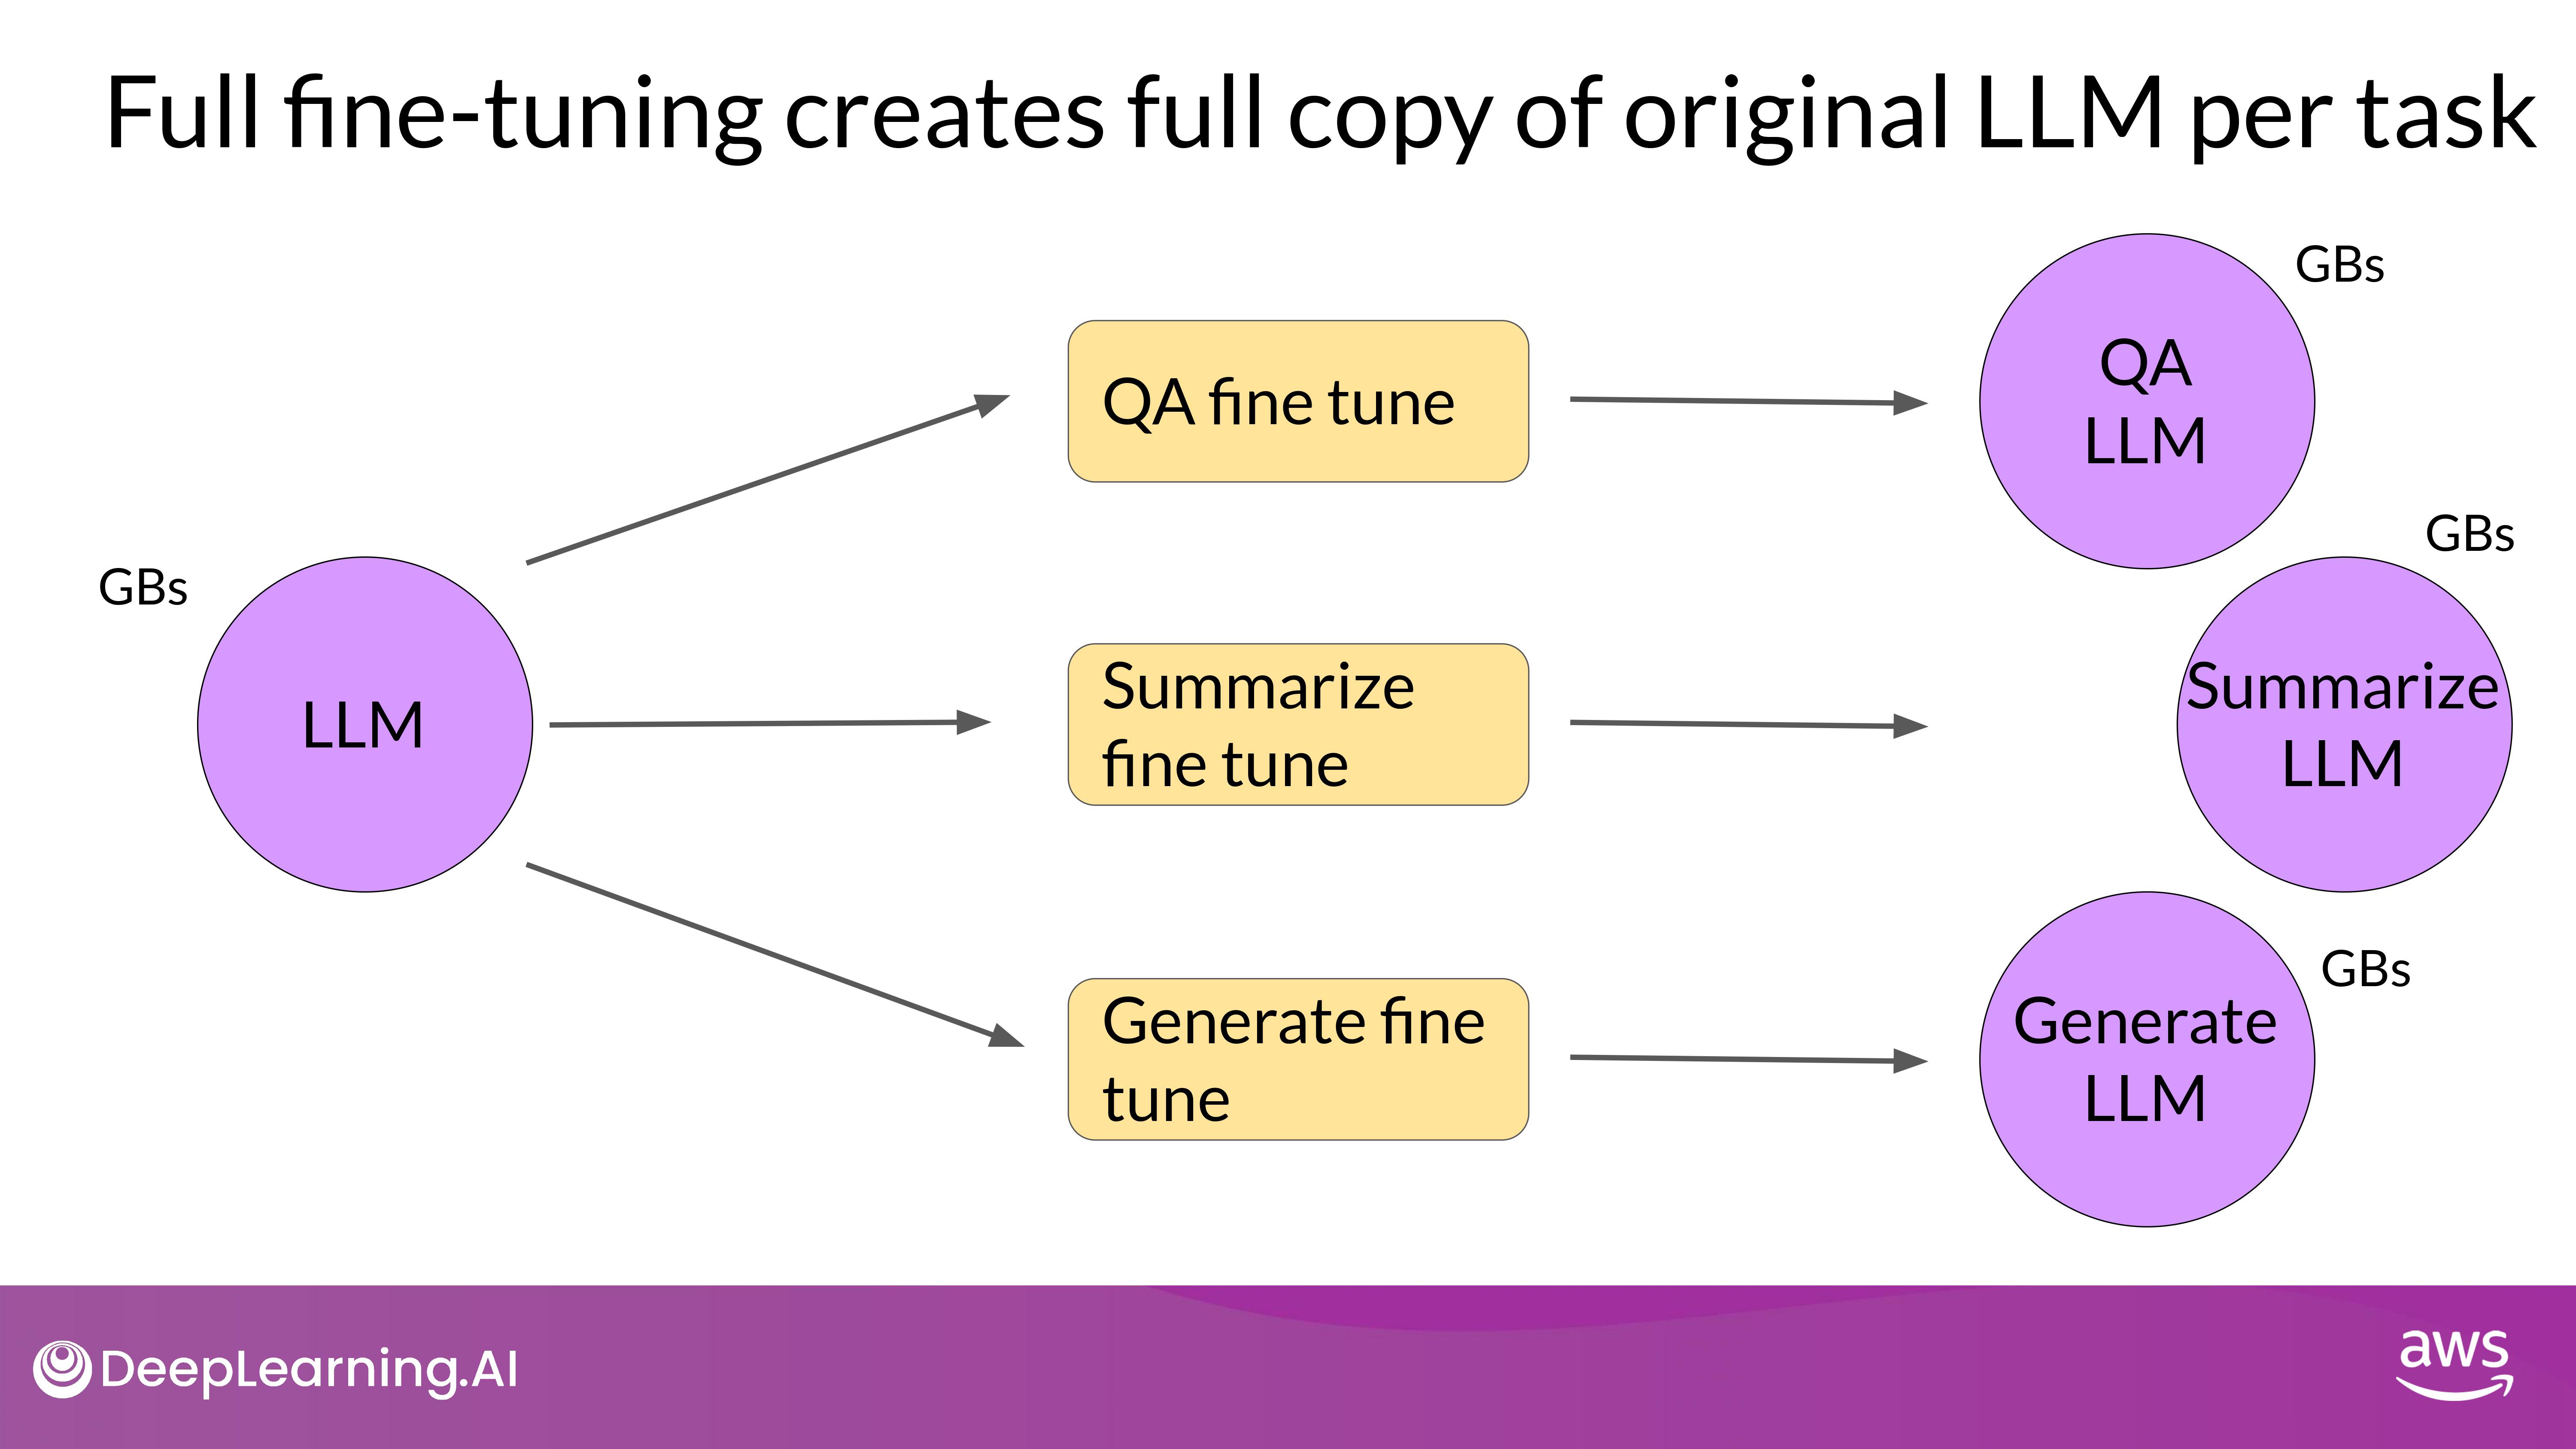 Full fine-tuning creates full copy of original LLM per task
GBs
LLM
QA fine tune
Summarize
fine tune
Generate fine
tune
GBs
QA
LLM
GBs
Summarize
LLM
GBs
Generate
LLM
DeepLearning.AI
aws